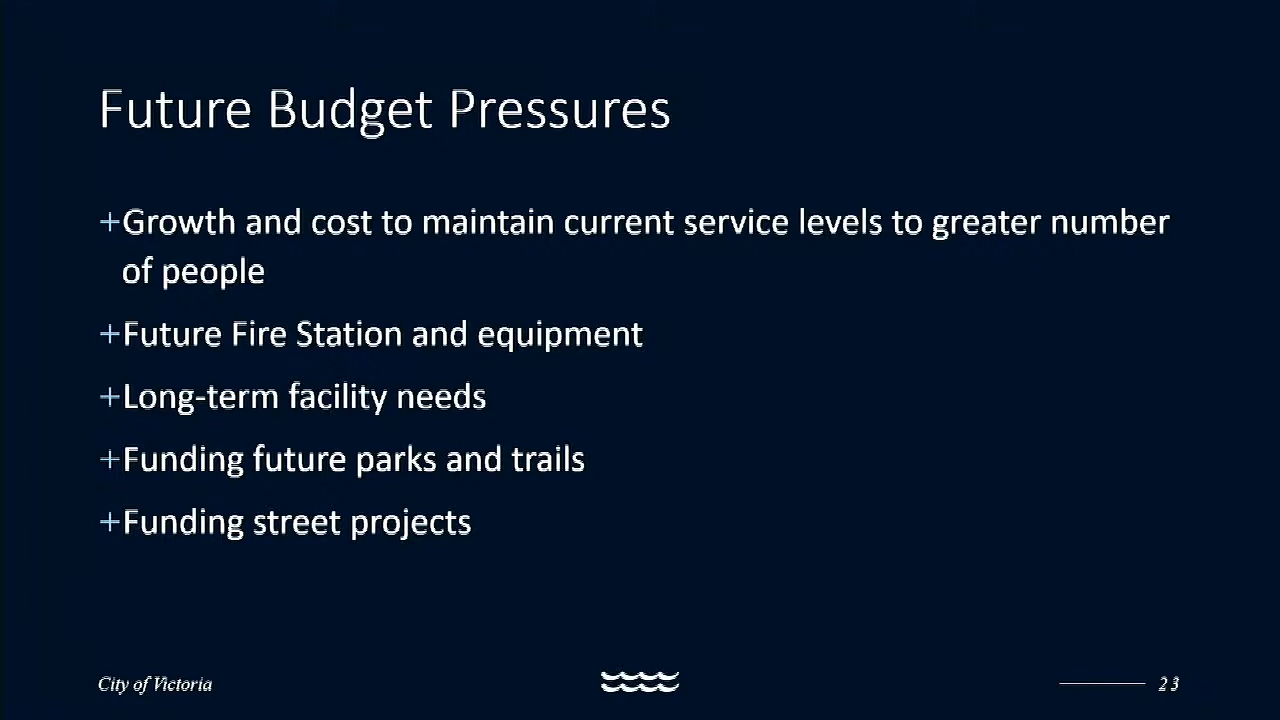 Future Budget Pressures
+Growth and cost to maintain current service levels to greater number
of people
+Future Fire Station and equipment
+Long-term facility needs
+Funding future parks and trails
+Funding street projects
City of Victoria
23